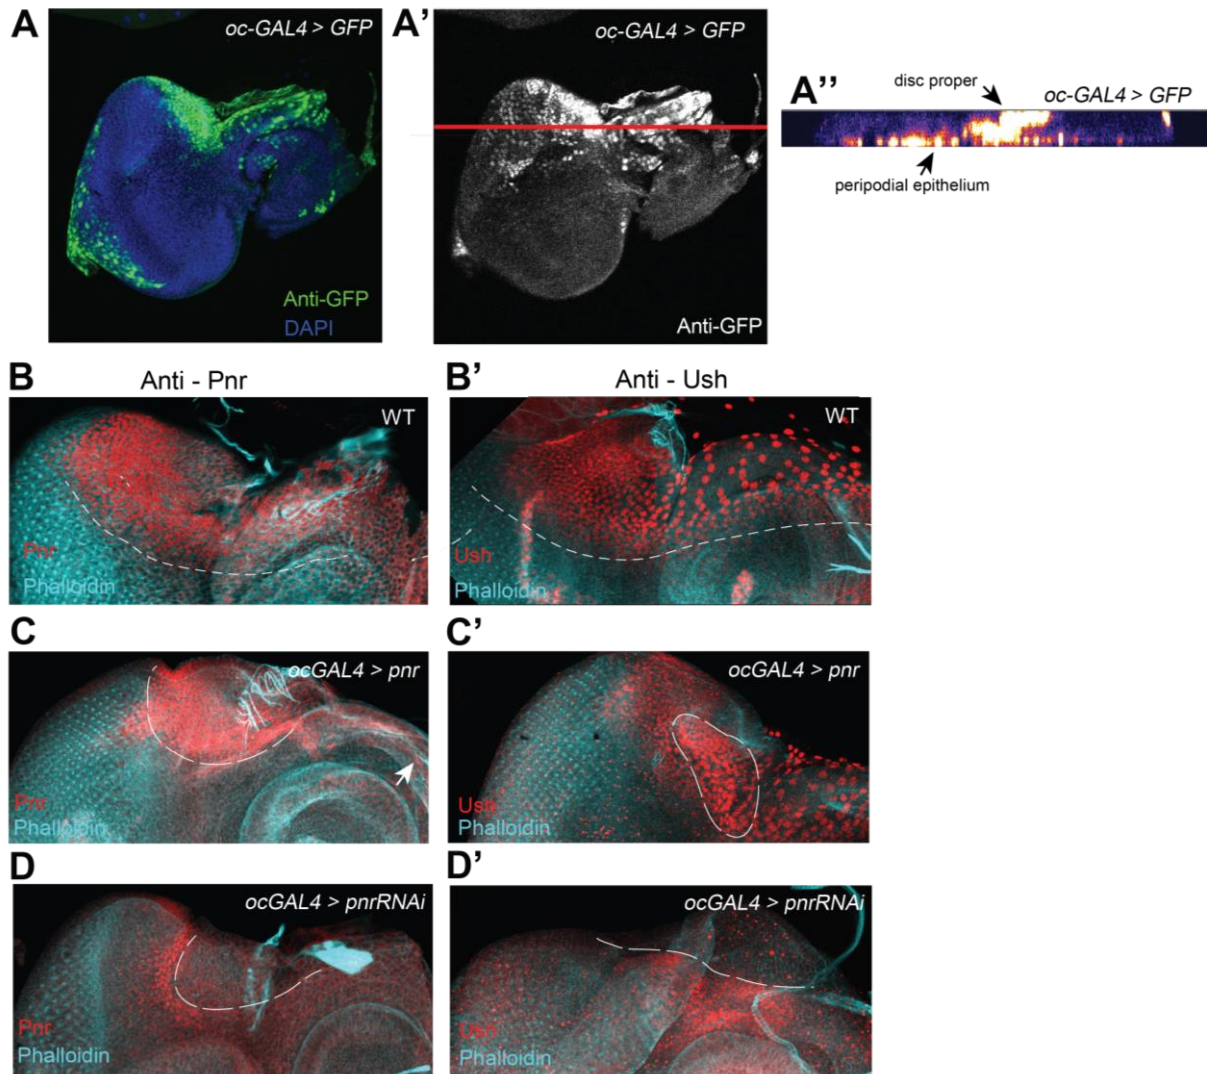 A
oc-GAL4 > GFP
Anti-GFP
DAPI
A'
oc-GAL4 > GFP
Anti-GFP
A''
disc proper
oc-GAL4 > GFP
peripodial epithelium
B
Anti - Pnr
WT
Pnr
Phalloidin
B'
Anti - Ush
WT
Ush
Phalloidin
C
ocGAL4 > pnr
Pnr
Phalloidin
C'
ocGAL4 > pnr
Ush
Phalloidin
D
ocGAL4 > pnrRNAi
Pnr
Phalloidin
D'
ocGAL4 > pnrRNAi
Ush
Phalloidin